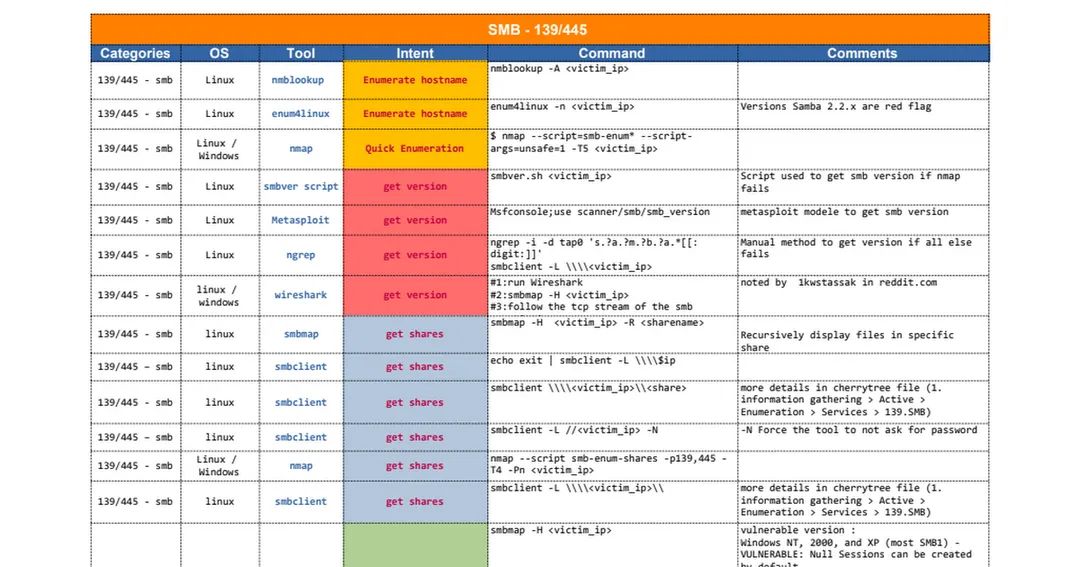 SMB - 139/445
Categories OS Tool Intent Command Comments
139/445 - smb Linux nmblookup Enumerate hostname nmblookup -A <victim_ip>
139/445 - smb Linux enum4linux Enumerate hostname enum4linux -n <victim_ip> Versions Samba 2.2.x are red flag
139/445 - smb Linux / Windows nmap Quick Enumeration $ nmap --script=smb-enum* --script-
args=unsafe=1 -T5 <victim_ip>
139/445 - smb Linux smbver script get version smbver.sh <victim_ip> Script used to get smb version if nmap
fails
139/445 - smb Linux Metasploit get version Msfconsole;use scanner/smb/smb_version metasploit modele to get smb version
139/445 - smb Linux ngrep get version ngrep -i -d tap0 's.?a.?m.?b.?a.*[[:
digit:]]'
smbclient -L \\\\<victim_ip> Manual method to get version if all else
fails
139/445 - smb linux / windows wireshark get version #1:run Wireshark
#2:smbmap -H <victim_ip>
#3:follow the tcp stream of the smb noted by  1kwstassak in reddit.com
139/445 - smb linux smbmap get shares smbmap -H  <victim_ip> -R <sharename> Recursively display files in specific
share
139/445 – smb linux smbclient get shares echo exit | smbclient -L \\\\$ip
139/445 - smb linux smbclient get shares smbclient \\\\<victim_ip>\\<share> more details in cherrytree file (1.
information gathering > Active >
Enumeration > Services > 139.SMB)
139/445 – smb linux smbclient get shares smbclient -L //<victim_ip> -N -N Force the tool to not ask for password
139/445 - smb Linux / Windows nmap get shares nmap --script smb-enum-shares -p139,445 -
T4 -Pn <victim_ip>
139/445 - smb linux smbclient get shares smbclient -L \\\\<victim_ip>\\ more details in cherrytree file (1.
information gathering > Active >
Enumeration > Services > 139.SMB)
smbmap -H <victim_ip> vulnerable version :
Windows NT, 2000, and XP (most SMB1) -
VULNERABLE: Null Sessions can be created
by default